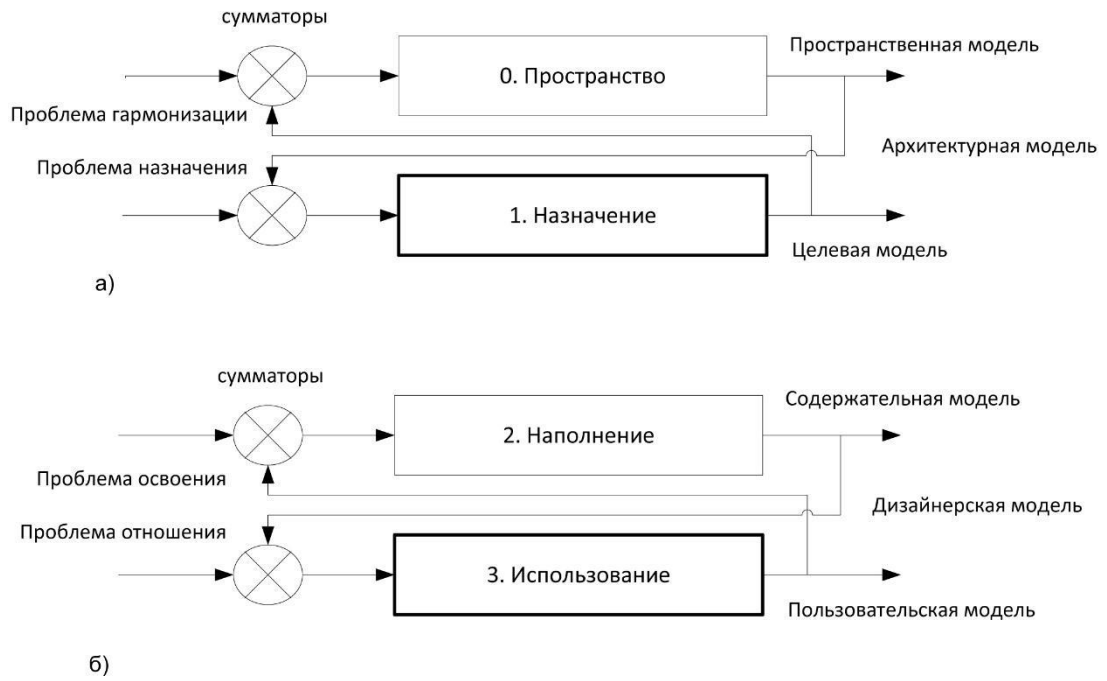 сумматоры
Пространственная модель
0. Пространство
Проблема гармонизации
Архитектурная модель
Проблема назначения
1. Назначение
Целевая модель
а)
сумматоры
Содержательная модель
2. Наполнение
Проблема освоения
Дизайнерская модель
Проблема отношения
3. Использование
Пользовательская модель
б)